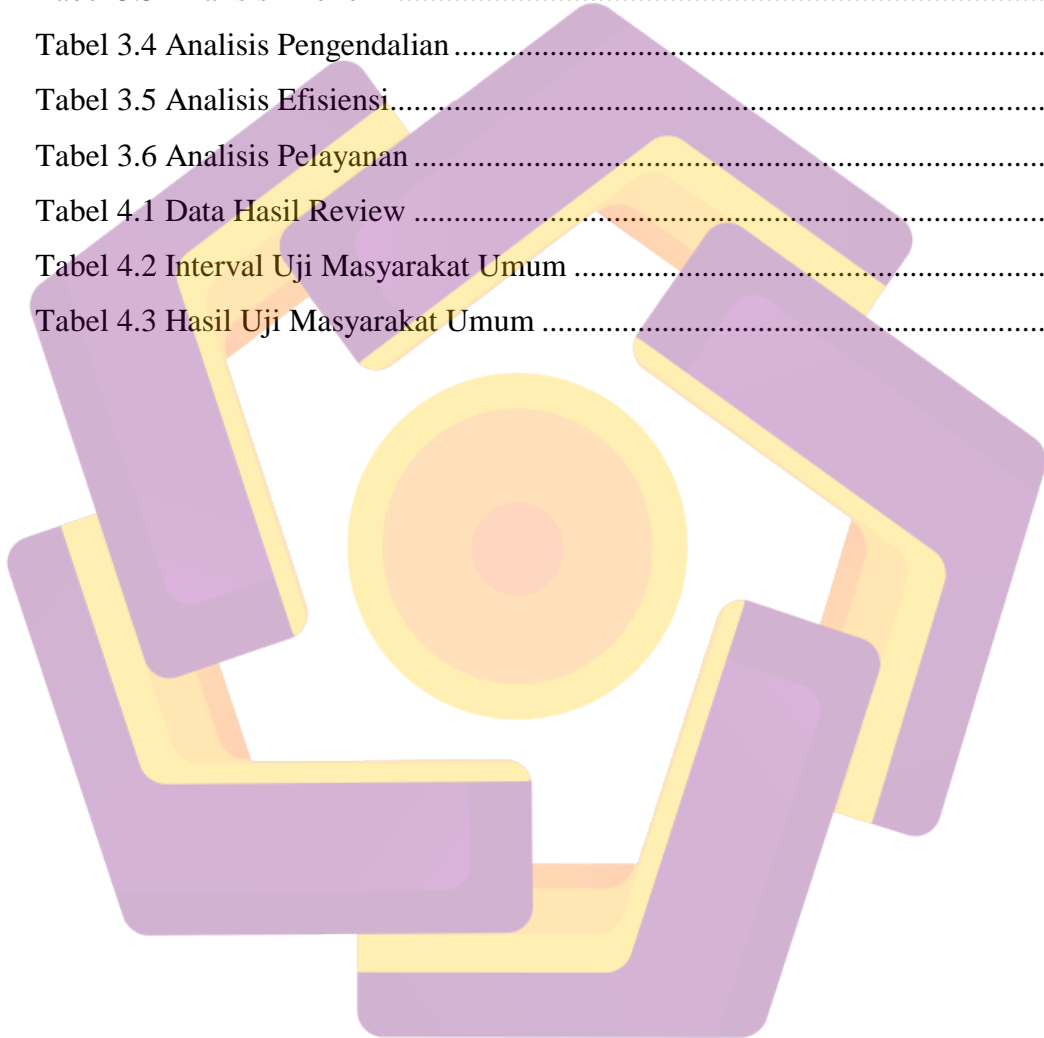 Tabel 3.4 Analisis Pengendalian ..........................................................................
Tabel 3.5 Analisis Efisiensi..................................................................................
Tabel 3.6 Analisis Pelayanan ...............................................................................
Tabel 4.1 Data Hasil Review ...............................................................................
Tabel 4.2 Interval Uji Masyarakat Umum ...........................................................
Tabel 4.3 Hasil Uji Masyarakat Umum ...............................................................